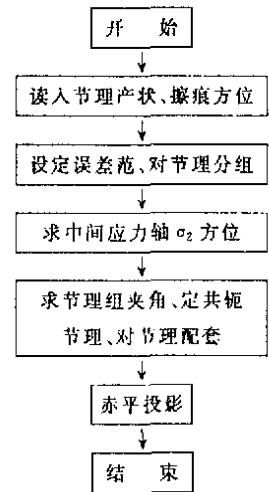 开 始
读入节理产状、擦痕方位
设定误差范、对节理分组
求中间应力轴σ₂方位
求节理组夹角、定共轭
节理、对节理配套
赤平投影
结 束